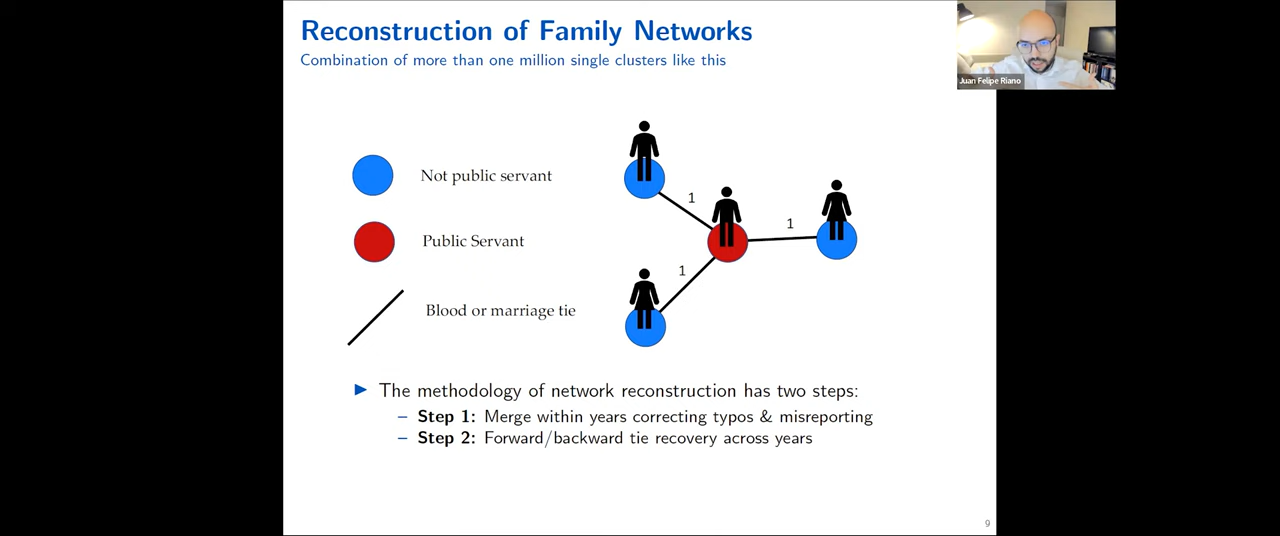 Reconstruction of Family Networks
Combination of more than one million single clusters like this
Juan Felipe Riano
Not public servant
Public Servant
Blood or marriage tie
1
1
1
► The methodology of network reconstruction has two steps:
– Step 1: Merge within years correcting typos & misreporting
– Step 2: Forward/backward tie recovery across years
9